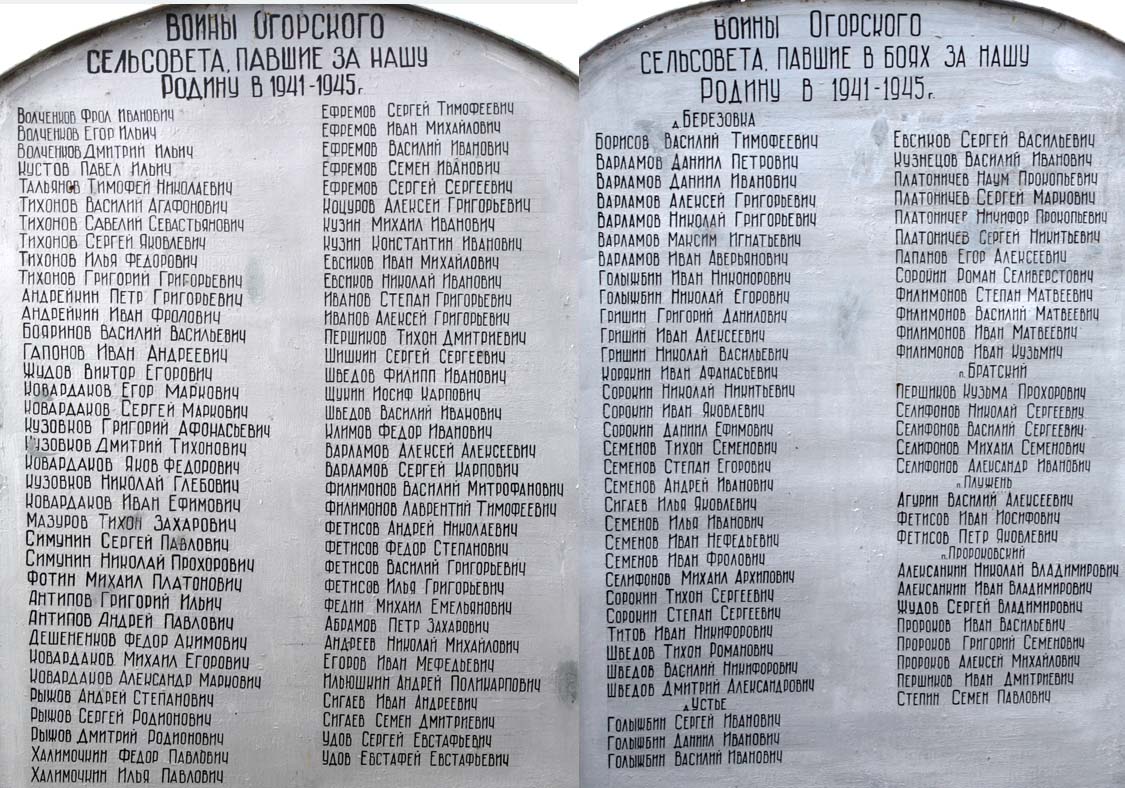 Воины Огорского
сельсовета, павшие за нашу
Родину в 1941-1945г.
Волченков Фрол Иванович
Волченков Егор Ильич
Волченков Дмитрий Ильич
Кустов Павел Ильич
Тальянов Тимофей Николаевич
Тихонов Василий Агафонович
Тихонов Савелий Севастьянович
Тихонов Сергей Яковлевич
Тихонов Илья Федорович
Тихонов Григорий Григорьевич
Андрейкин Петр Григорьевич
Андрейкин Иван Фролович
Бояринов Василий Васильевич
Гапонов Иван Андреевич
Жудов Виктор Егорович
Ковардаков Егор Маркович
Ковардаков Сергей Маркович
Кузовков Григорий Афонасьевич
Кузовков Дмитрий Тихонович
Ковардаков Яков Федорович
Кузовков Николай Глебович
Ковардаков Иван Ефимович
Мазуров Тихон Захарович
Симунин Сергей Павлович
Симунин Николай Прохорович
Фотин Михаил Платонович
Антипов Григорий Ильич
Антипов Андрей Павлович
Дешененков Федор Акимович
Ковардаков Михаил Егорович
Ковардаков Александр Маркович
Рыжов Андрей Степанович
Рыжов Сергей Родионович
Рыжов Дмитрий Родионович
Халимочкин Федор Павлович
Халимочкин Илья Павлович
Ефремов Сергей Тимофеевич
Ефремов Иван Михайлович
Ефремов Василий Иванович
Ефремов Семен Иванович
Ефремов Сергей Сергеевич
Коцуров Алексей Григорьевич
Кузин Михаил Иванович
Кузин Константин Иванович
Евсиков Иван Михайлович
Евсиков Николай Иванович
Иванов Степан Григорьевич
Иванов Алексей Григорьевич
Першиков Тихон Дмитриевич
Шишкин Сергей Сергеевич
Шведов Филипп Иванович
Щукин Иосиф Карпович
Шведов Василий Иванович
Климов Федор Иванович
Варламов Алексей Алексеевич
Варламов Сергей Карпович
Филимонов Василий Митрофанович
Филимонов Лаврентий Тимофеевич
Фетисов Андрей Николаевич
Фетисов Федор Степанович
Фетисов Василий Григорьевич
Фетисов Илья Григорьевич
Федин Михаил Емельянович
Абрамов Петр Захарович
Андреев Николай Михайлович
Егоров Иван Мефедьевич
Ильюшкин Андрей Поликарпович
Сигаев Иван Андреевич
Сигаев Семен Дмитриевич
Удов Сергей Евстафьевич
Удов Евстафей Евстафьевич
Воины Огорского
сельсовета, павшие в боях за нашу
Родину в 1941-1945г.
д. Березовка
Борисов Василий Тимофеевич
Варламов Даниил Петрович
Варламов Даниил Иванович
Варламов Алексей Григорьевич
Варламов Николай Григорьевич
Варламов Максим Игнатьевич
Варламов Иван Аверьянович
Голышбин Иван Никонорович
Голышбин Николай Егорович
Гришин Григорий Данилович
Гриший Иван Алексеевич
Гришин Николай Васильевич
Корякин Иван Афанасьевич
Сорокин Николай Никитьевич
Сорокин Иван Яковлевич
Сорокин Даниил Ефимович
Семенов Тихон Семенович
Семенов Степан Егорович
Семенов Андрей Иванович
Сигаев Илья Яковлевич
Семенов Илья Иванович
Семенов Иван Нефедьевич
Семенов Иван Фролович
Селифонов Михаил Архипович
Сорокин Тихон Сергеевич
Сорокин Степан Сергеевич
Титов Иван Никифорович
Шведов Тихон Романович
Шведов Василий Никифорович
Шведов Дмитрий Александрович
д. Устье
Голышбин Сергей Иванович
Голышбин Даниил Иванович
Голышбин Василий Иванович
Евсиков Сергей Васильевич
Кузнецов Василий Иванович
Платоничев Наум Прокопьевич
Платоничев Сергей Маркович
Платоничев Никифор Прокопьевич
Платоничев Сергей Никитьевич
Папанов Егор Алексеевич
Сорокин Роман Селиверстович
Филимонов Степан Матвеевич
Филимонов Василий Матвеевич
Филимонов Иван Матвеевич
Филимонов Иван Кузьмич
п. Братский
Першиков Кузьма Прохорович
Селифонов Николай Сергеевич
Селифонов Василий Сергеевич
Селифонов Михаил Семенович
Селифонов Александр Иванович
п. Плушень
Агурин Василий Алексеевич
Фетисов Иван Иосифович
Фетисов Петр Яковлевич
п. Пророковский
Алексанкин Николай Владимирович
Алексанкин Иван Владимирович
Жудов Сергей Владимирович
Пророков Иван Васильевич
Пророков Григорий Семенович
Пророков Алексей Михайлович
Першиков Иван Дмитриевич
Степин Семен Павлович